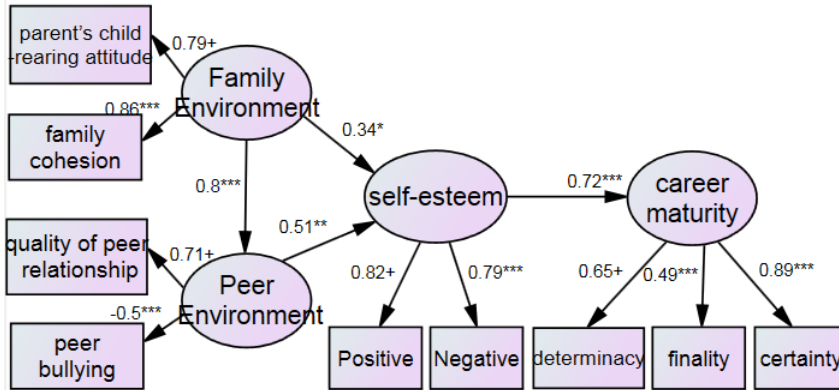 parent's child
-rearing attitude
0.79+
Family
Environment
0.86***
family
cohesion
0.34*
0.8***
self-esteem
0.72***
career
maturity
quality of peer
relationship
0.71+
0.51**
Peer
Environment
-0.5***
peer
bullying
0.82+
0.79***
0.65+
0.49***
0.89***
Positive
Negative
determinacy
finality
certainty